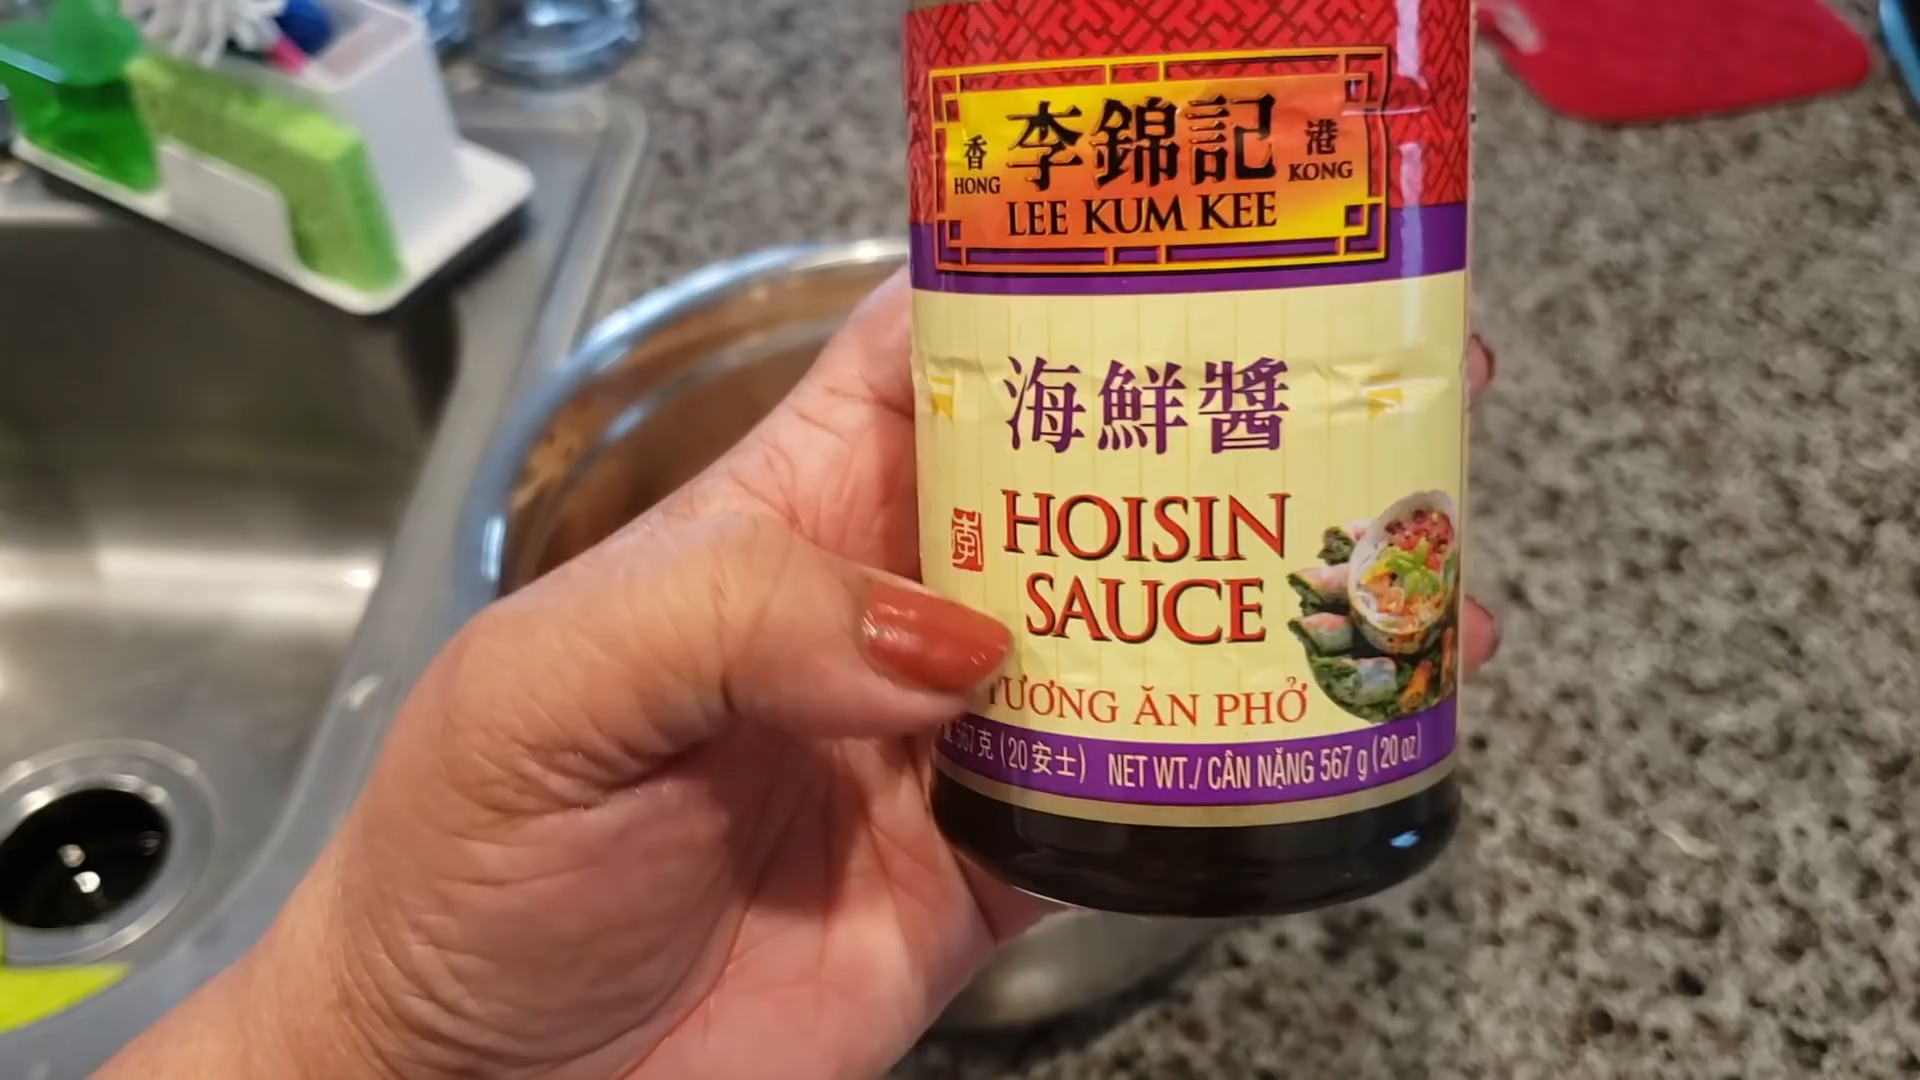 香 李錦記 港
HONG KONG
LEE KUM KEE
海鮮醬
李
HOISIN
SAUCE
TƯƠNG ĂN PHỞ
567克 (20安士) NET WT./ CÂN NẶNG 567 g (20 oz)